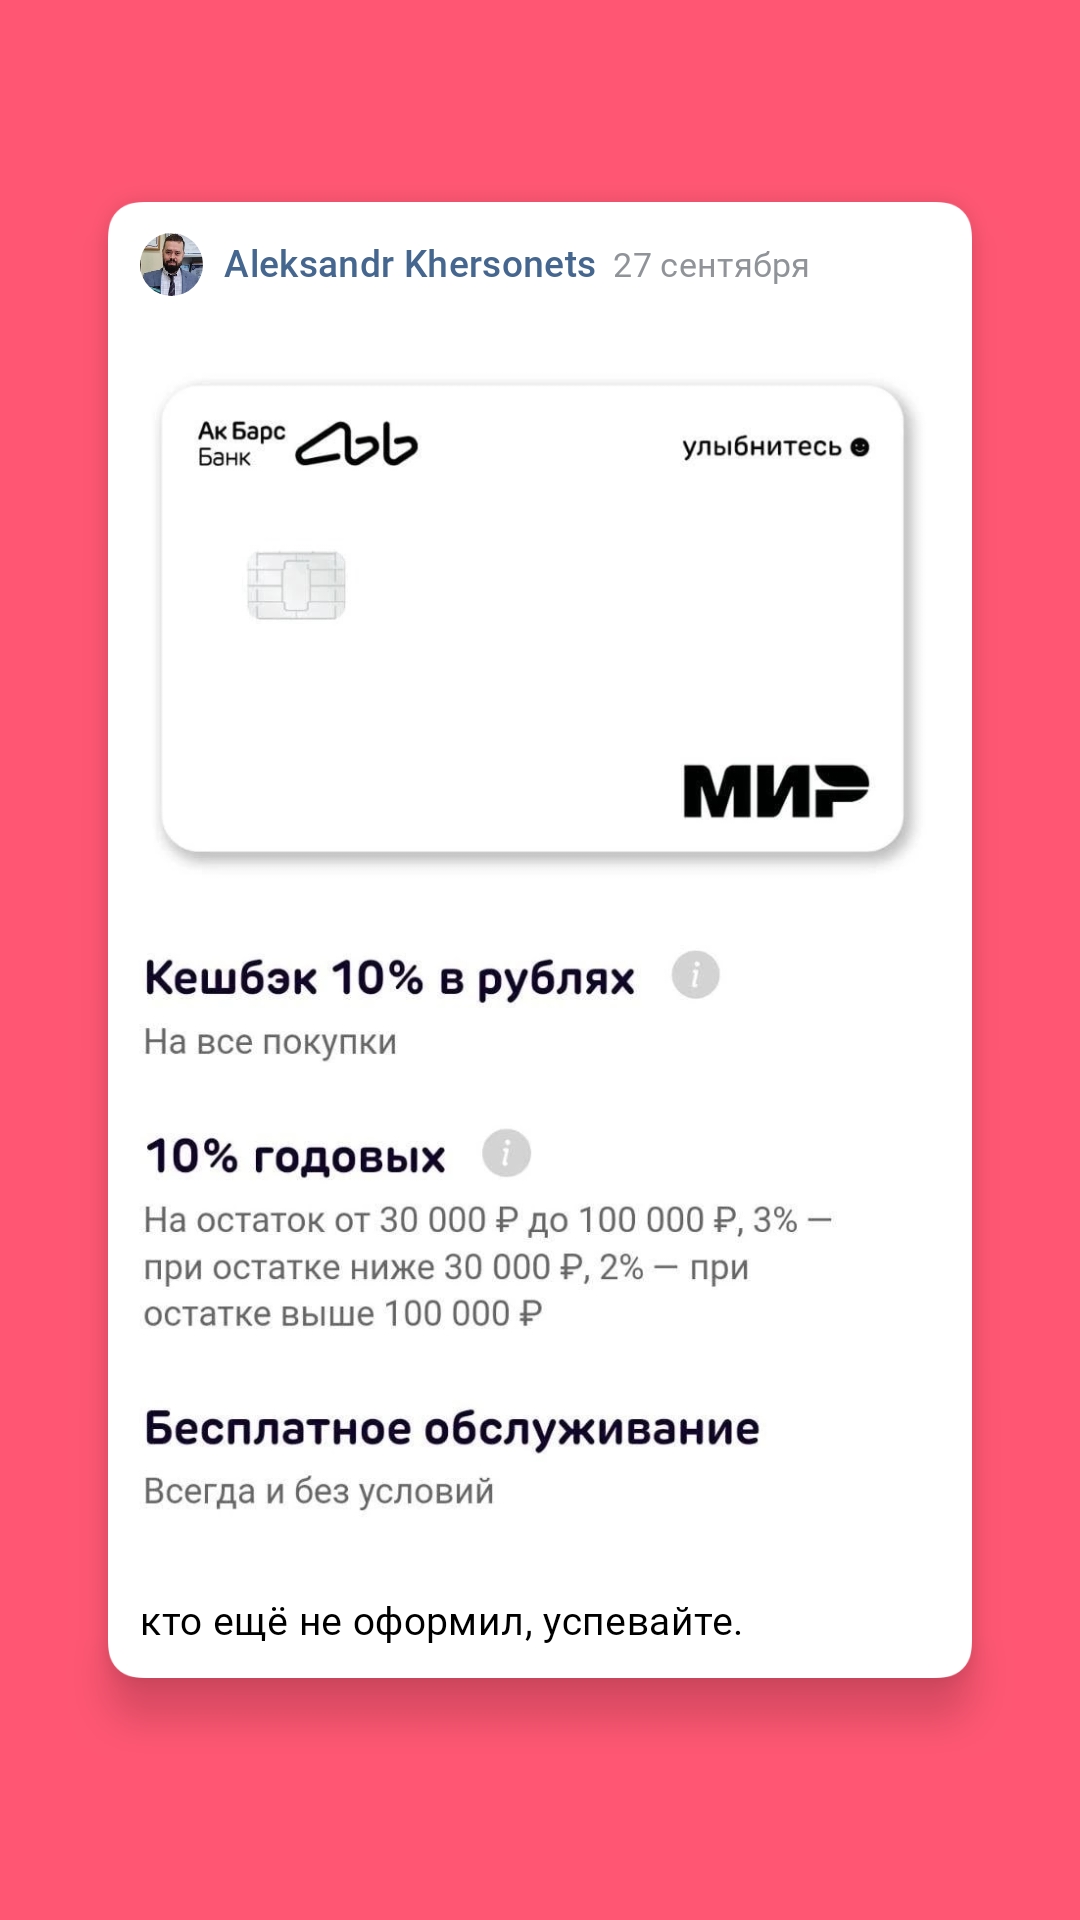 Aleksandr Khersonets 27 сентября
Ак Барс
Банк
улыбнитесь
МИР
Кешбэк 10% в рублях i
На все покупки
10% годовых i
На остаток от 30 000 ₽ до 100 000 ₽, 3% —
при остатке ниже 30 000 ₽, 2% — при
остатке выше 100 000 ₽
Бесплатное обслуживание
Всегда и без условий
кто ещё не оформил, успевайте.